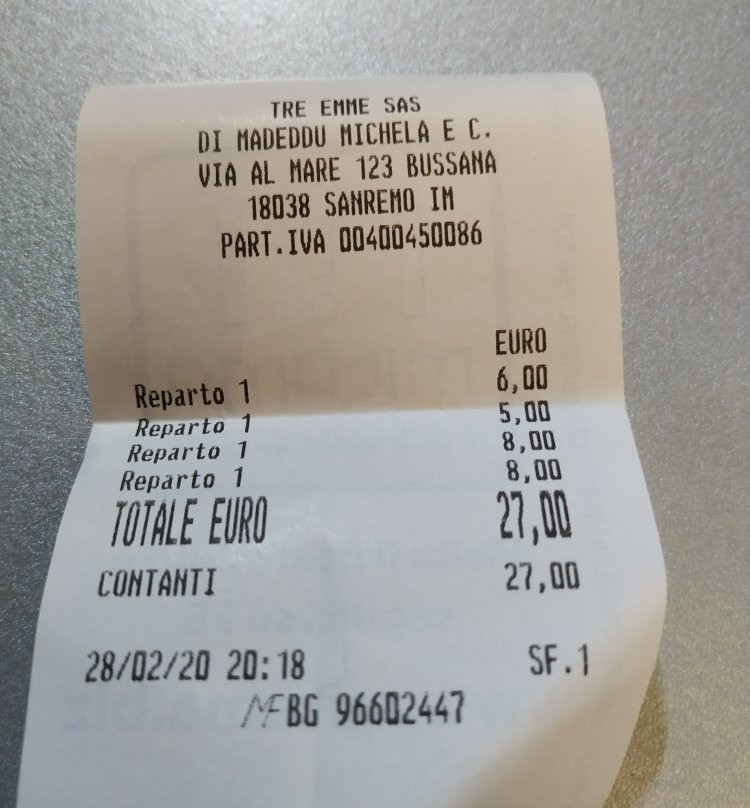 TRE EMME SAS
DI MADEDDU MICHELA E C.
VIA AL MARE 123 BUSSANA
18038 SANREMO IM
PART.IVA 00400450086
EURO
Reparto 1 6,00
Reparto 1 5,00
Reparto 1 8,00
Reparto 1 8,00
TOTALE EURO 27,00
CONTANTI 27,00
28/02/20 20:18 SF.1
MF BG 96602447